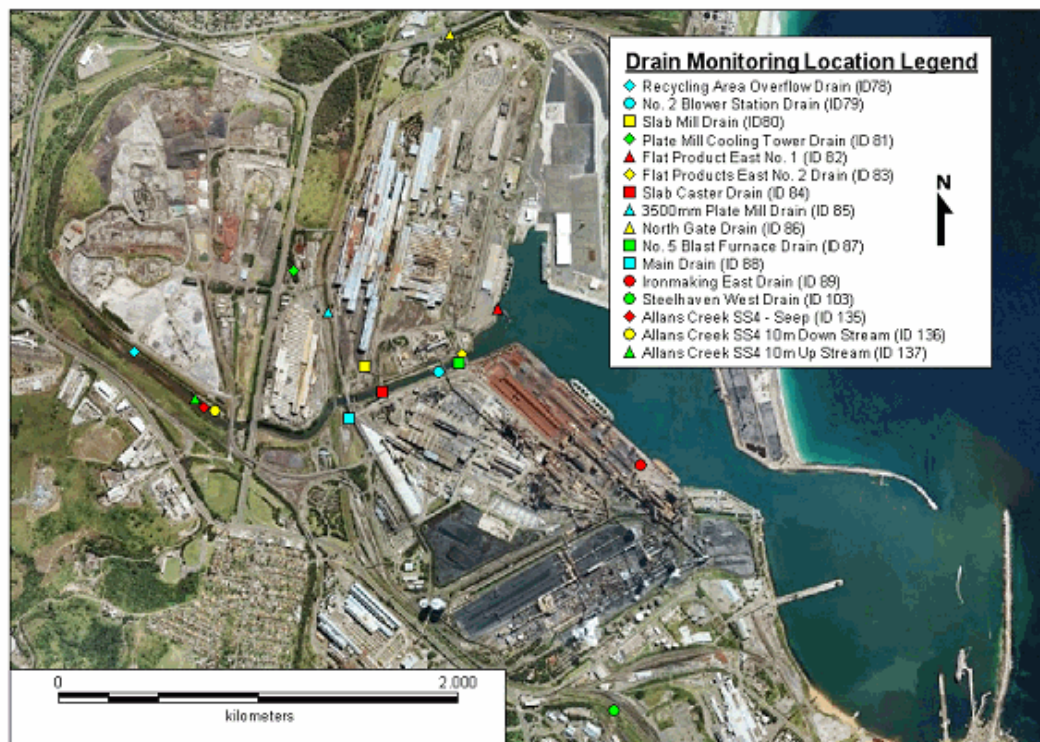 Drain Monitoring Location Legend
Recycling Area Overflow Drain (ID78)
No. 2 Blower Station Drain (ID79)
Slab Mill Drain (ID80)
Plate Mill Cooling Tower Drain (ID 81)
Flat Product East No. 1 (ID 82)
Flat Products East No. 2 Drain (ID 83)
Slab Caster Drain (ID 84)
3500mm Plate Mill Drain (ID 85)
North Gate Drain (ID 86)
No. 5 Blast Furnace Drain (ID 87)
Main Drain (ID 88)
Ironmaking East Drain (ID 89)
Steelhaven West Drain (ID 103)
Allans Creek SS4 - Seep (ID 135)
Allans Creek SS4 10m Down Stream (ID 136)
Allans Creek SS4 10m Up Stream (ID 137)
N
0 2.000
kilometers